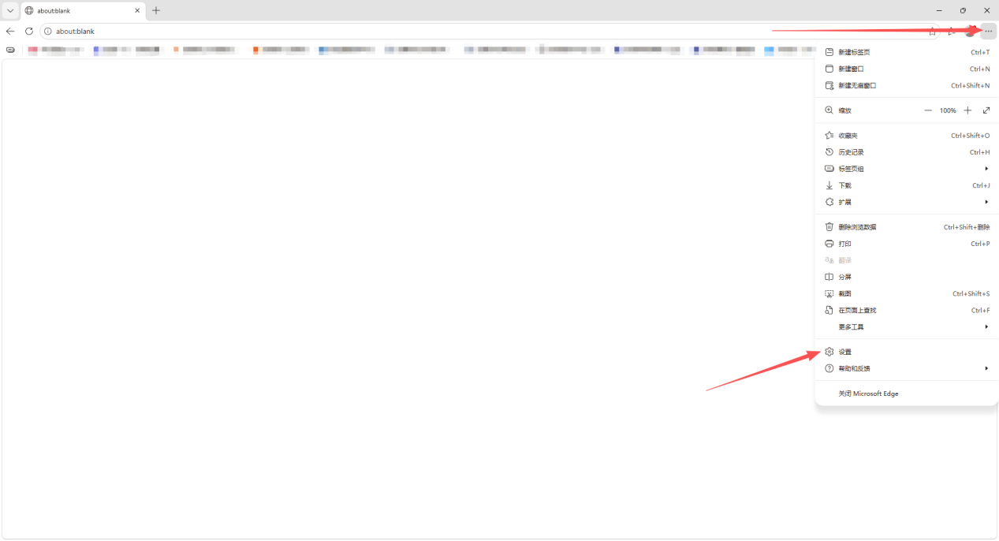 about:blank
about:blank
新建标签页 Ctrl+T
新建窗口 Ctrl+N
新建无痕窗口 Ctrl+Shift+N
缩放 100%
收藏夹 Ctrl+Shift+O
历史记录 Ctrl+H
标签页组
下载 Ctrl+J
扩展
删除浏览数据 Ctrl+Shift+删除
打印 Ctrl+P
翻译
分屏
截图 Ctrl+Shift+S
在页面上查找 Ctrl+F
更多工具
设置
帮助和反馈
关闭 Microsoft Edge